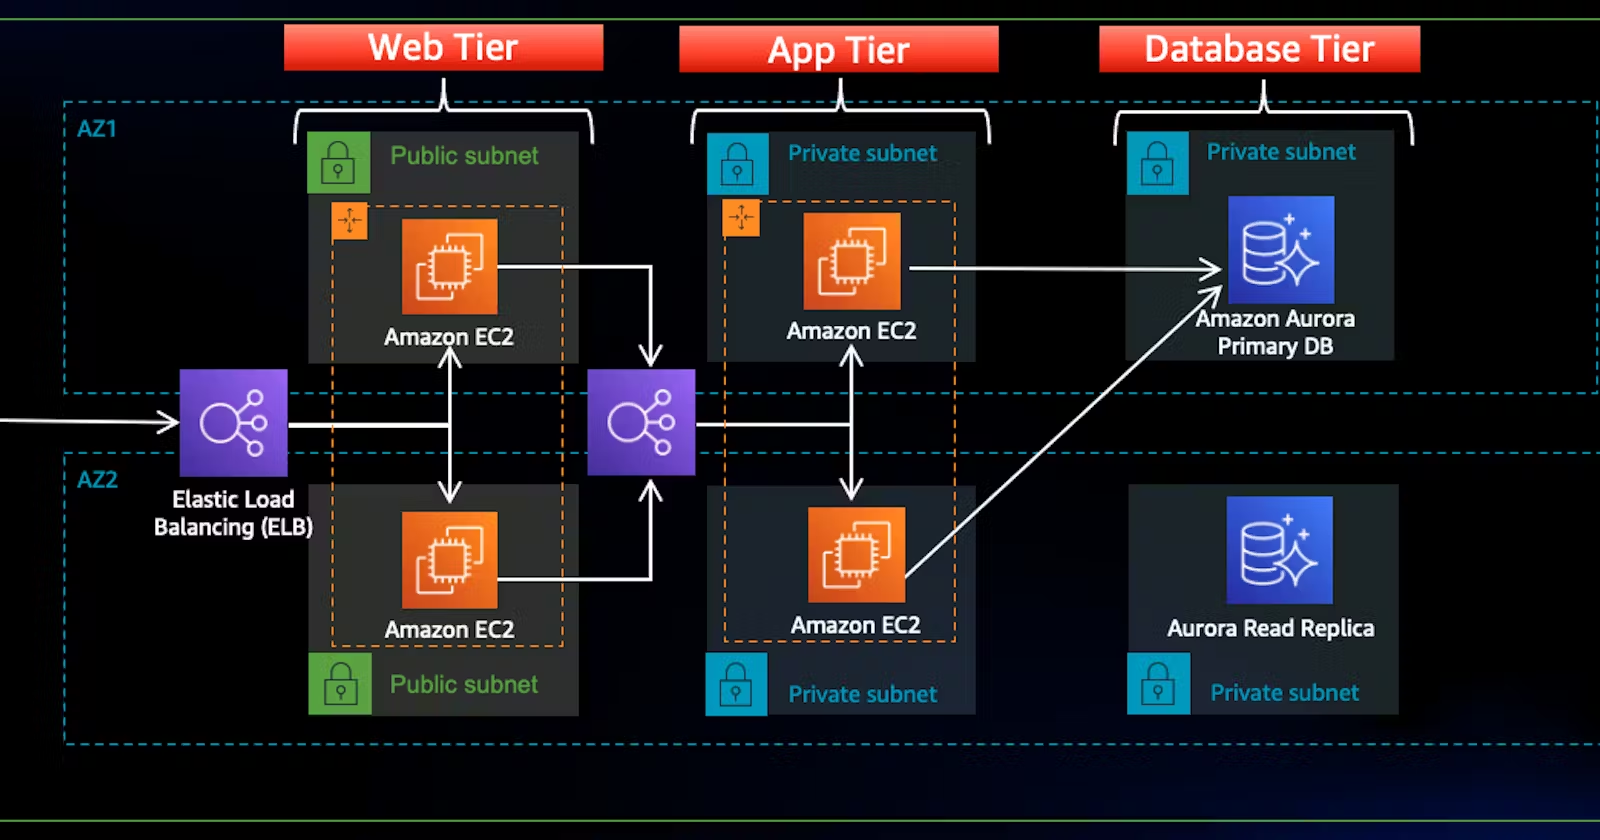 Web Tier
App Tier
Database Tier
AZ1
Public subnet
Private subnet
Private subnet
Amazon EC2
Amazon EC2
Amazon Aurora
Primary DB
AZ2
Elastic Load
Balancing (ELB)
Amazon EC2
Amazon EC2
Aurora Read Replica
Public subnet
Private subnet
Private subnet